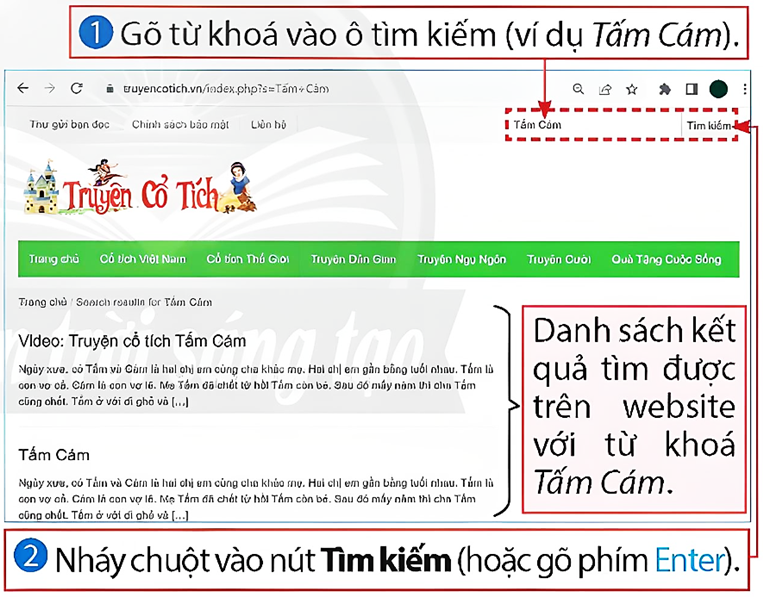 1 Gõ từ khoá vào ô tìm kiếm (ví dụ Tấm Cám).
truyencotich.vn/index.php?s=Tấm+Cám
Thư gửi bạn đọc Chính sách bảo mật Liên hệ
Tấm Cám Tìm kiếm
Truyện Cổ Tích
Trang chủ Cổ tích Việt Nam Cổ tích Thế Giới Truyện Dân Gian Truyện Ngụ Ngôn Truyện Cười Quà Tặng Cuộc Sống
Trang chủ / Search results for Tấm Cám
Video: Truyện cổ tích Tấm Cám
Ngày xưa, có Tấm và Cám là hai chị em cùng cha khác mẹ. Hai chị em gần bằng tuổi nhau. Tấm là
con vợ cả. Cám là con vợ lẽ. Mẹ Tấm đã chết từ hồi Tấm còn bé. Sau đó mấy năm thì cha Tấm
cũng chết. Tấm ở với dì ghẻ và [...]
Tấm Cám
Ngày xưa, có Tấm và Cám là hai chị em cùng cha khác mẹ. Hai chị em gần bằng tuổi nhau. Tấm là
con vợ cả. Cám là con vợ lẽ. Mẹ Tấm đã chết từ hồi Tấm còn bé. Sau đó mấy năm thì cha Tấm
cũng chết. Tấm ở với dì ghẻ và [...]
Danh sách kết
quả tìm được
trên website
với từ khoá
Tấm Cám.
2 Nháy chuột vào nút Tìm kiếm (hoặc gõ phím Enter).
n trời sáng tạo